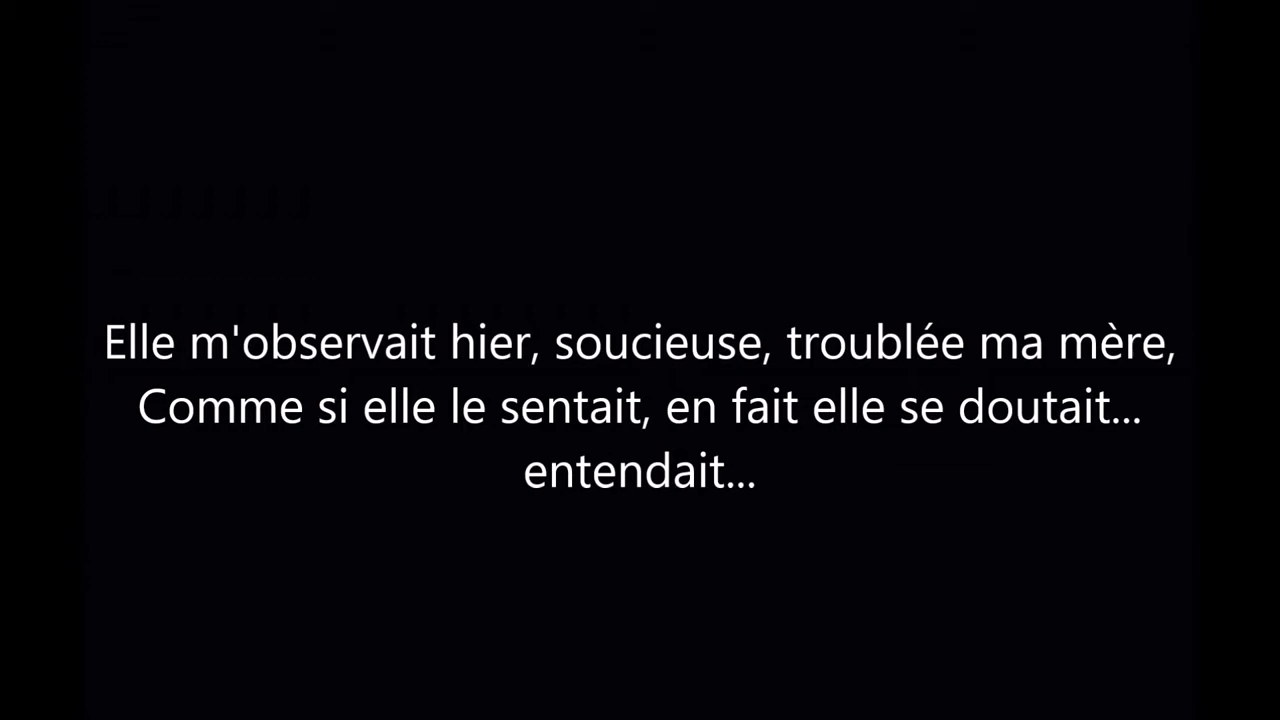 Elle m'observait hier, soucieuse, troublée ma mère,
Comme si elle le sentait, en fait elle se doutait...
entendait...